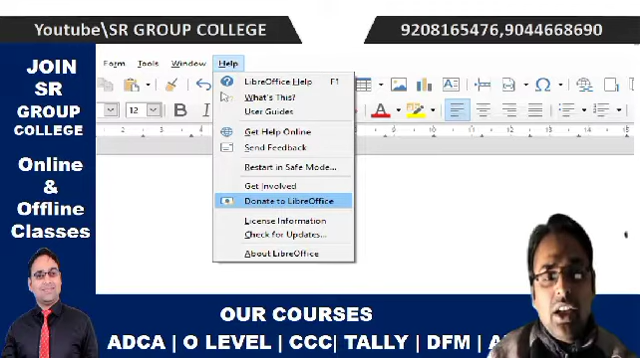 Youtube\SR GROUP COLLEGE
9208165476,9044668690
JOIN
SR
GROUP
COLLEGE
Online
&
Offline
Classes
Form Tools Window Help
LibreOffice Help F1
What's This?
User Guides
Get Help Online
Send Feedback
Restart in Safe Mode...
Get Involved
Donate to LibreOffice
License Information
Check for Updates...
About LibreOffice
12 B I
A
OUR COURSES
ADCA | O LEVEL | CCC| TALLY | DFM | A